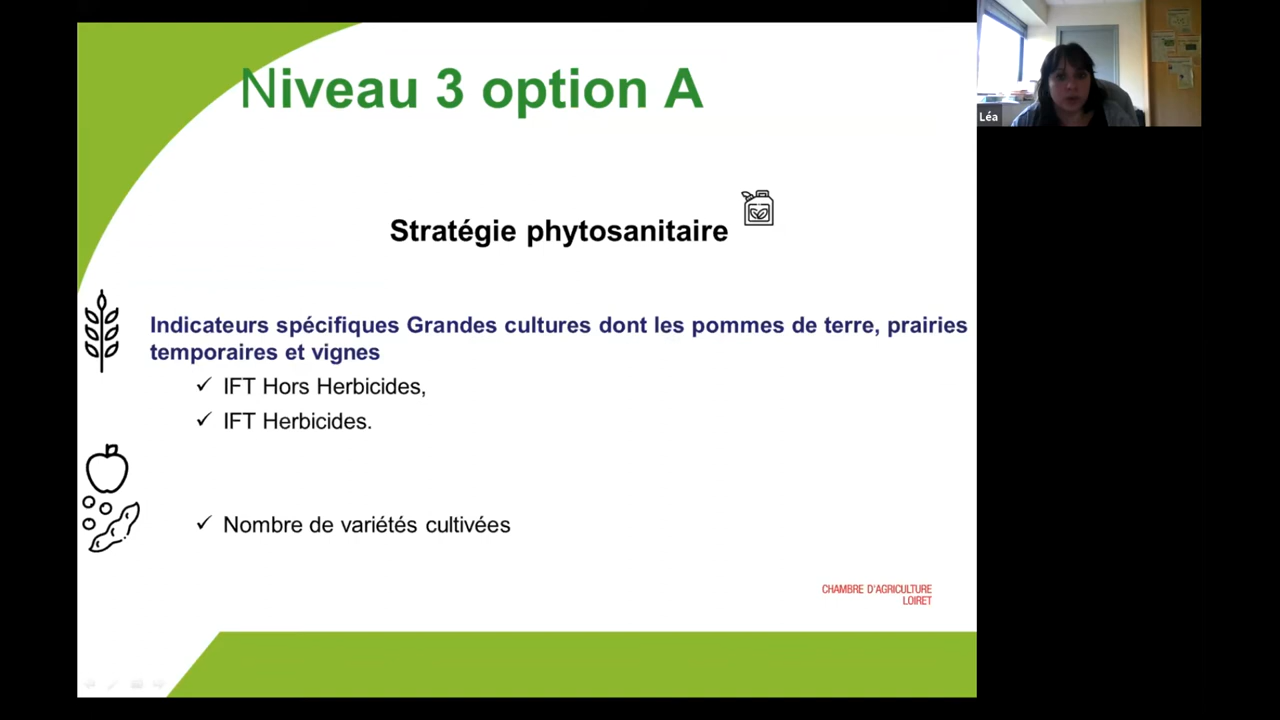 Niveau 3 option A
Léa
Stratégie phytosanitaire
Indicateurs spécifiques Grandes cultures dont les pommes de terre, prairies
temporaires et vignes
✓ IFT Hors Herbicides,
✓ IFT Herbicides.
✓ Nombre de variétés cultivées
CHAMBRE D'AGRICULTURE
LOIRET